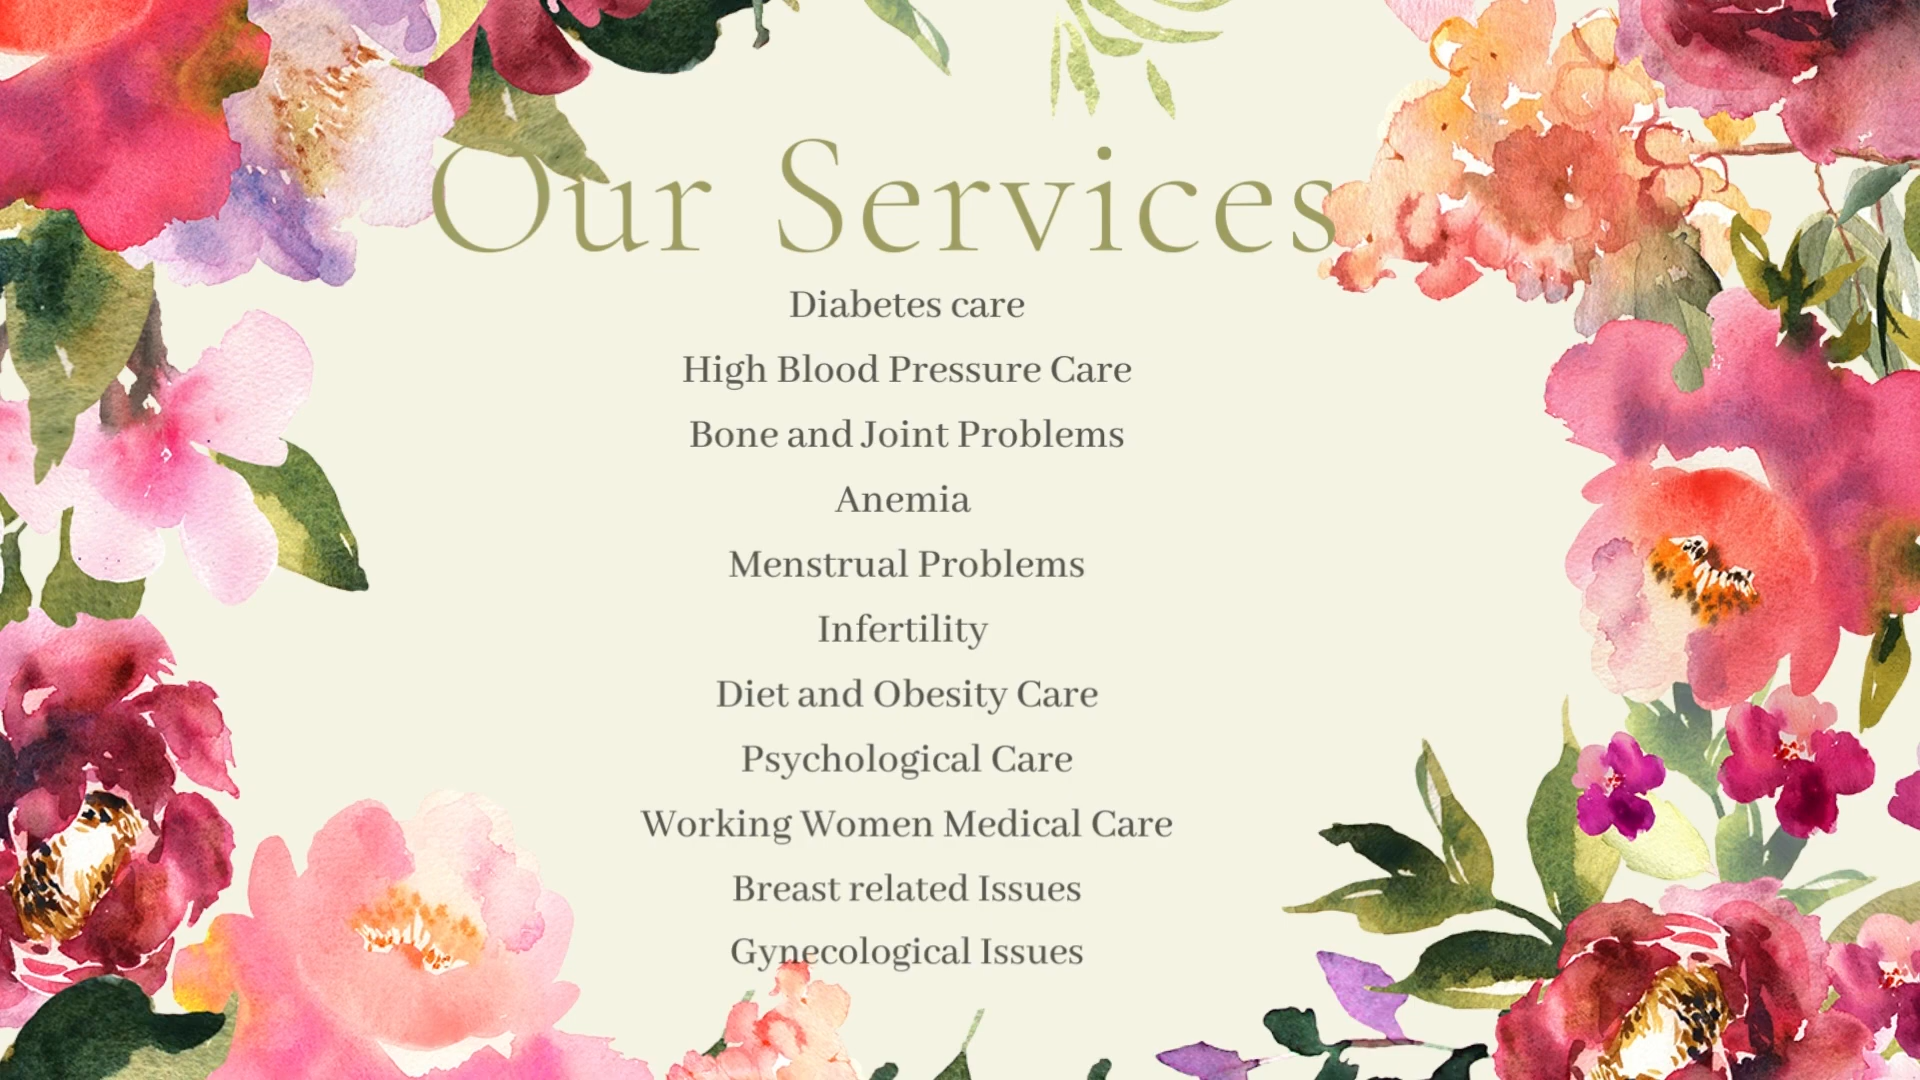 Our Services
Diabetes care
High Blood Pressure Care
Bone and Joint Problems
Anemia
Menstrual Problems
Infertility
Diet and Obesity Care
Psychological Care
Working Women Medical Care
Breast related Issues
Gynecological Issues